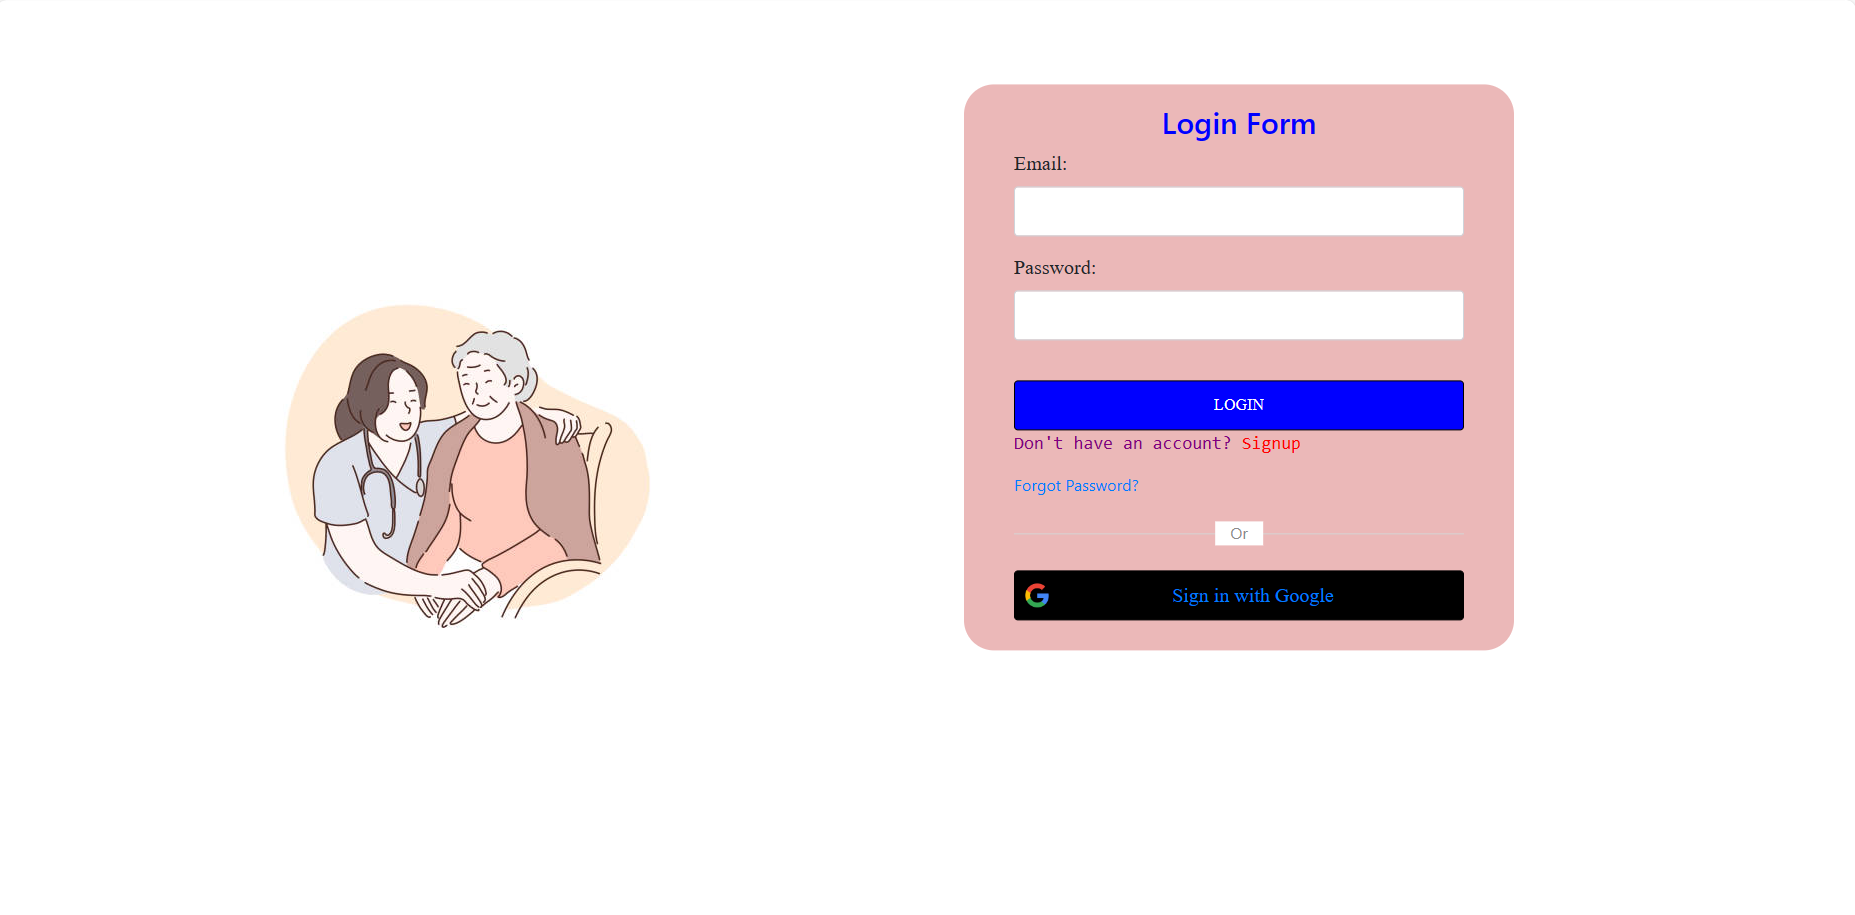 Login Form
Email:
Password:
LOGIN
Don't have an account? Signup
Forgot Password?
Or
Sign in with Google